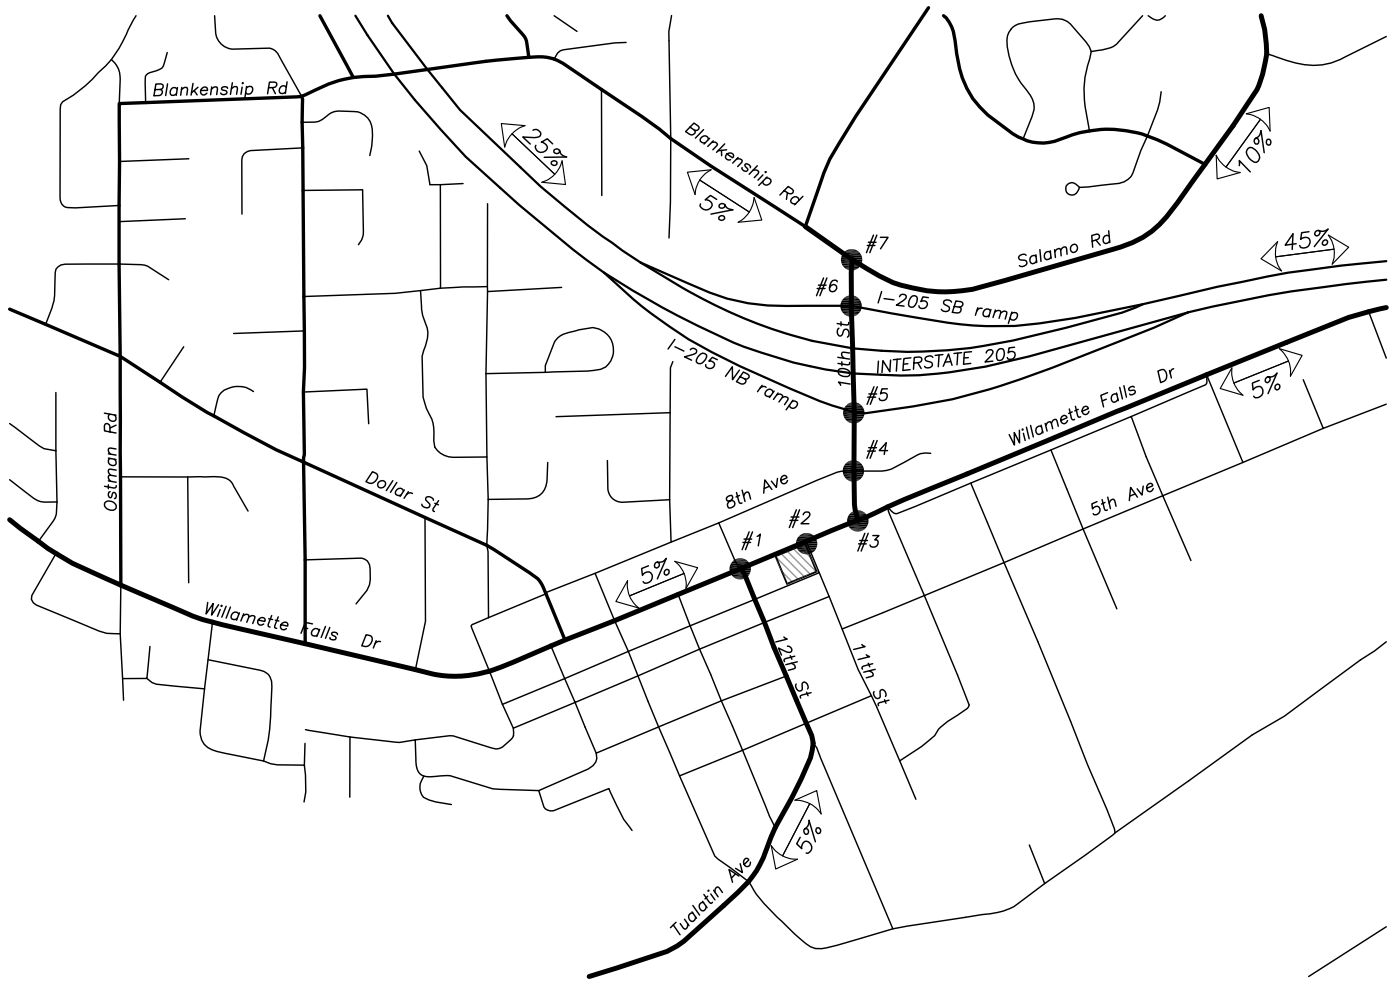 Blankenship Rd
25%
Blankenship Rd
5%
10%
#7
Salamo Rd
45%
#6
I-205 SB ramp
10th St
INTERSTATE 205
I-205 NB ramp
#5
5%
Willamette Falls Dr
Ostman Rd
#4
Dollar St
8th Ave
5th Ave
#2
#1
#3
5%
Willamette Falls Dr
12th St
11th St
5%
Tualatin Ave